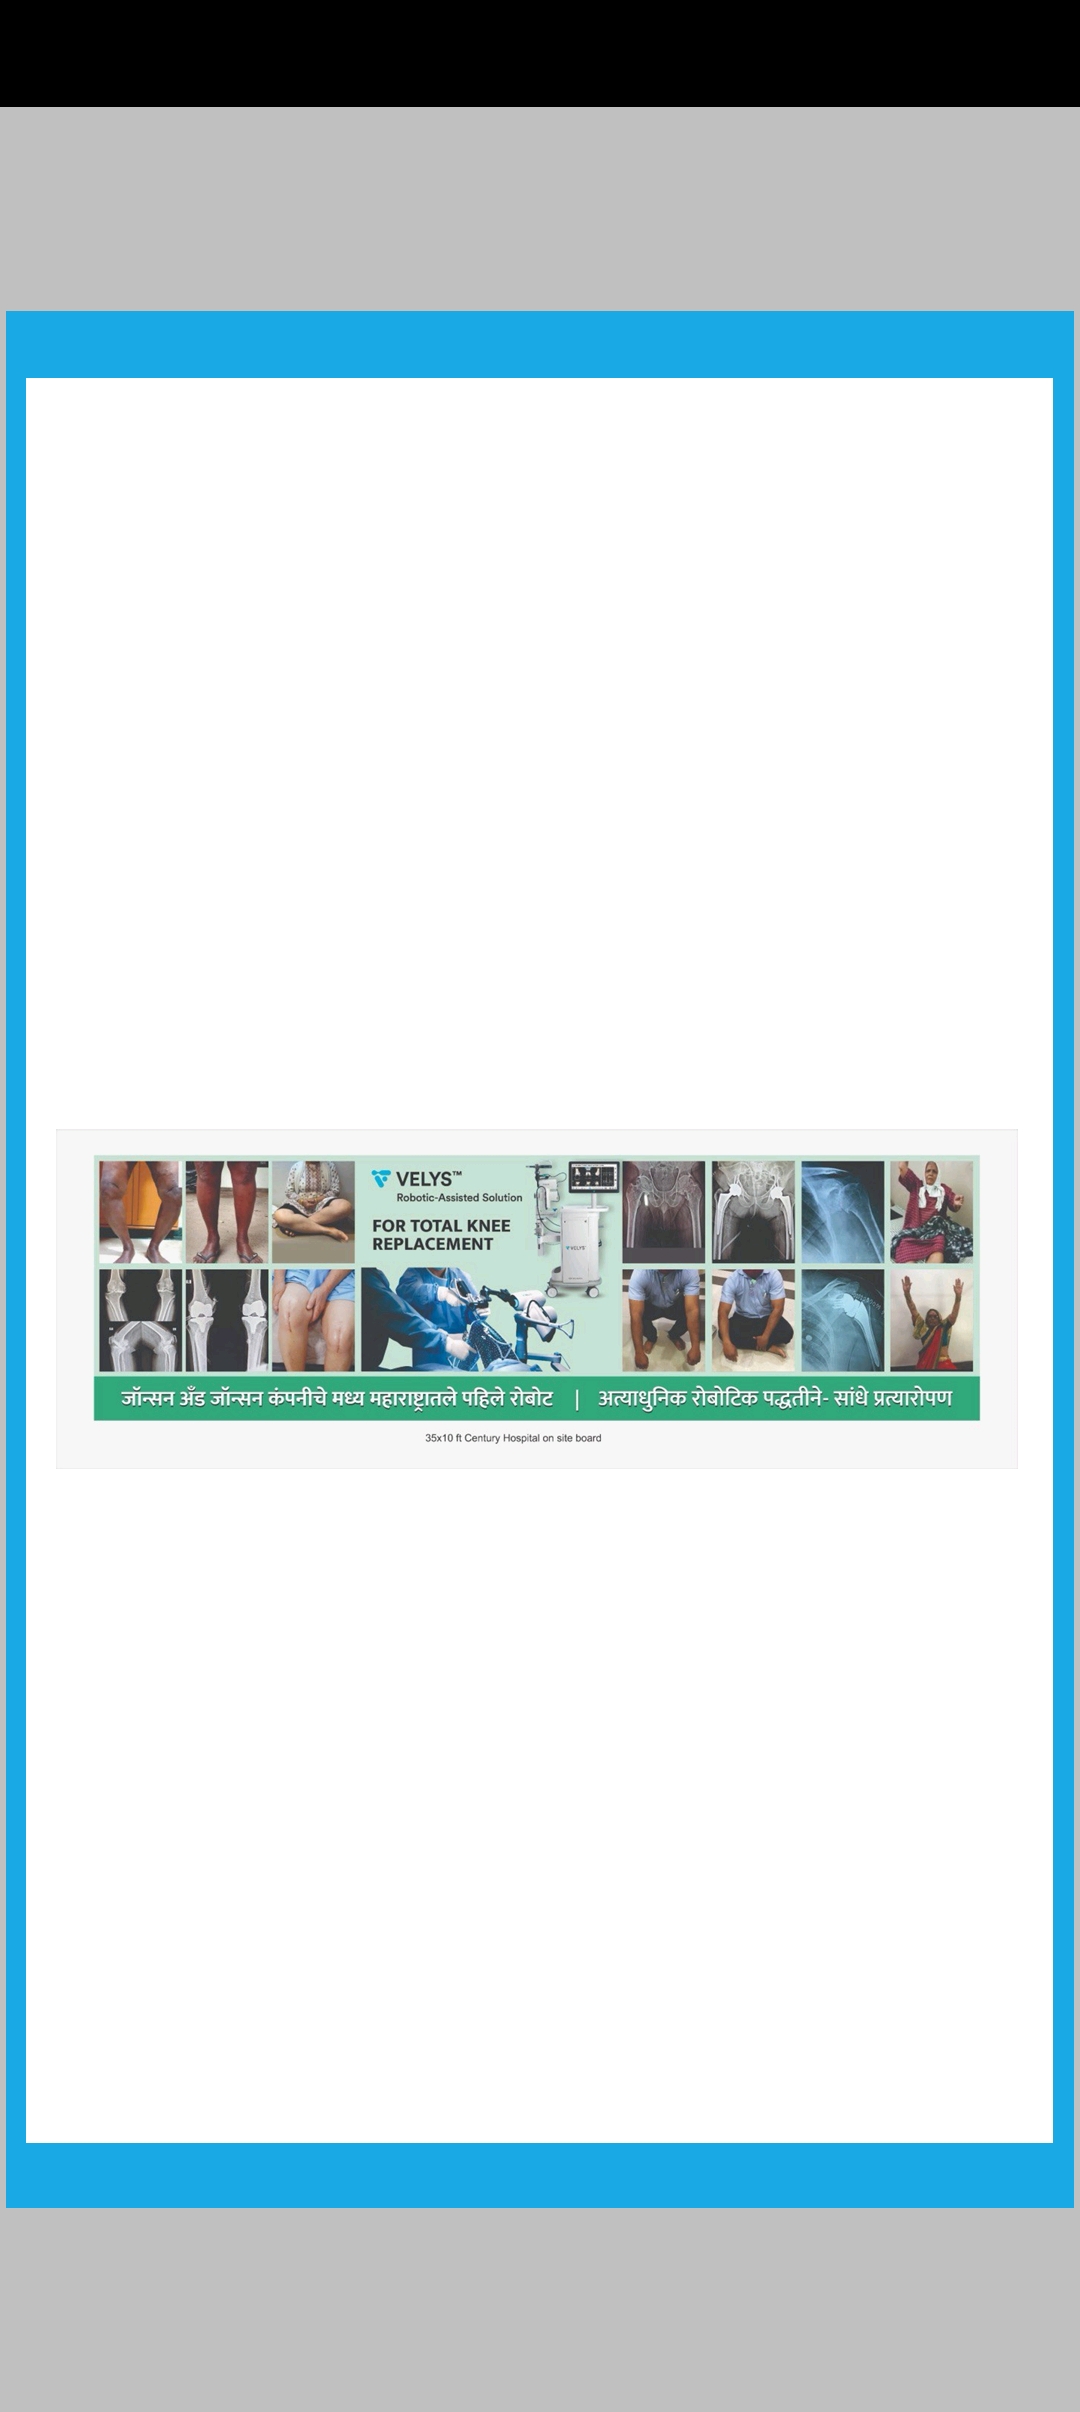 VELYS™
Robotic-Assisted Solution
FOR TOTAL KNEE
REPLACEMENT
VELYS™
जॉन्सन अँड जॉन्सन कंपनीचे मध्य महाराष्ट्रातले पहिले रोबोट | अत्याधुनिक रोबोटिक पद्धतीने- सांधे प्रत्यारोपण
35x10 ft Century Hospital on site board